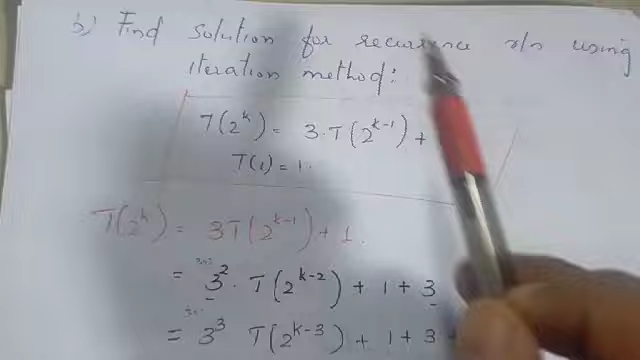 b) Find solution for recurrence r/n using
iteration method:
T(2^k) = 3.T(2^{k-1}) +
T(1) = 1.
T(2^k) = 3T(2^{k-1}) + 1.
= 3^2 . T(2^{k-2}) + 1 + 3
= 3^3 T(2^{k-3}) + 1 + 3